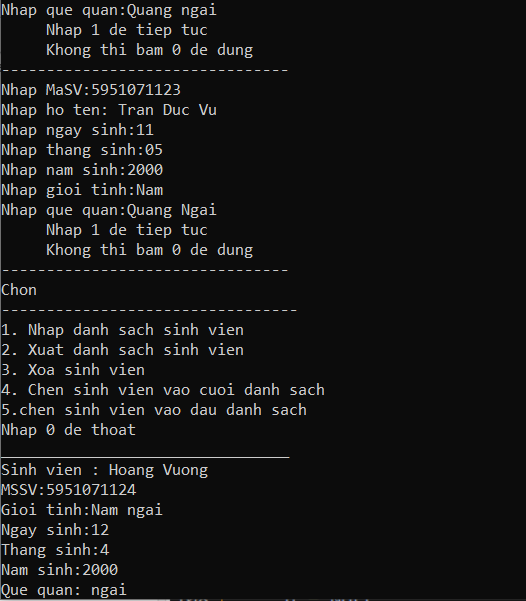 Nhap que quan:Quang ngai
Nhap 1 de tiep tuc
Khong thi bam 0 de dung
--------------------------------
Nhap MaSV:5951071123
Nhap ho ten: Tran Duc Vu
Nhap ngay sinh:11
Nhap thang sinh:05
Nhap nam sinh:2000
Nhap gioi tinh:Nam
Nhap que quan:Quang Ngai
Nhap 1 de tiep tuc
Khong thi bam 0 de dung
--------------------------------
Chon
---------------------------------
1. Nhap danh sach sinh vien
2. Xuat danh sach sinh vien
3. Xoa sinh vien
4. Chen sinh vien vao cuoi danh sach
5.chen sinh vien vao dau danh sach
Nhap 0 de thoat
________________________________
Sinh vien : Hoang Vuong
MSSV:5951071124
Gioi tinh:Nam ngai
Ngay sinh:12
Thang sinh:4
Nam sinh:2000
Que quan: ngai